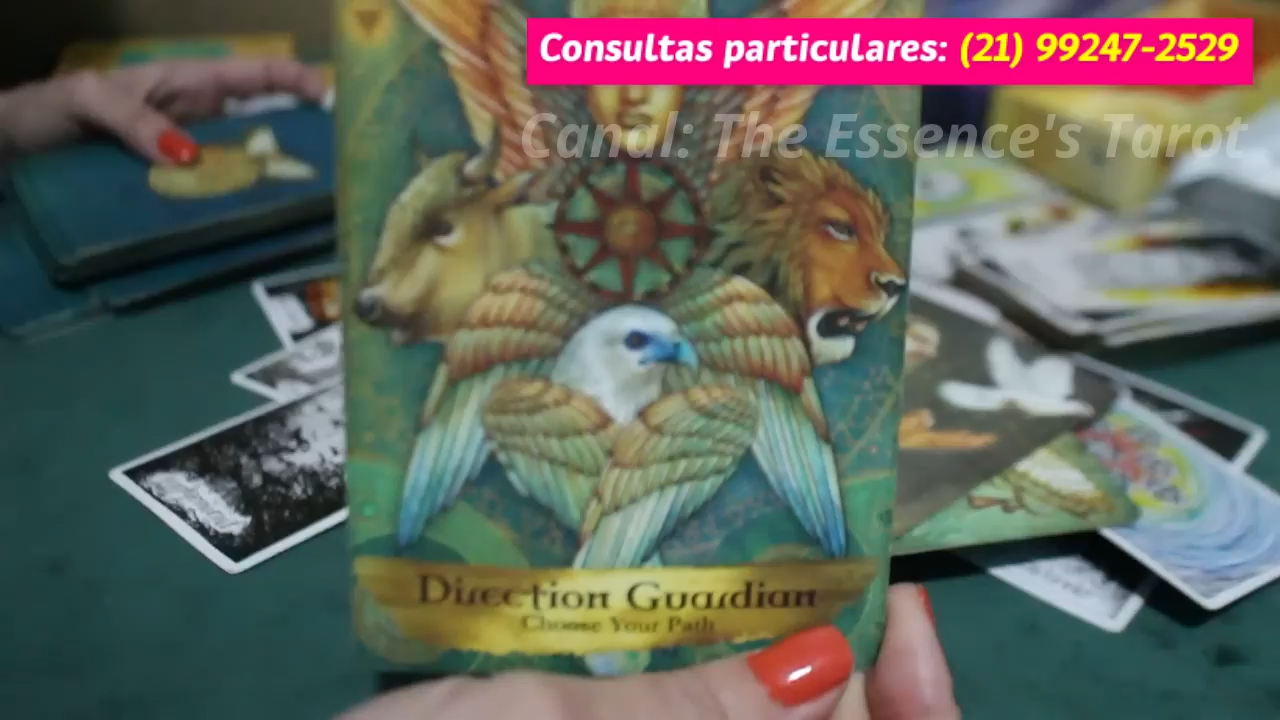 Consultas particulares: (21) 99247-2529
Canal: The Essence's Tarot
Direction Guardian
Choose Your Path